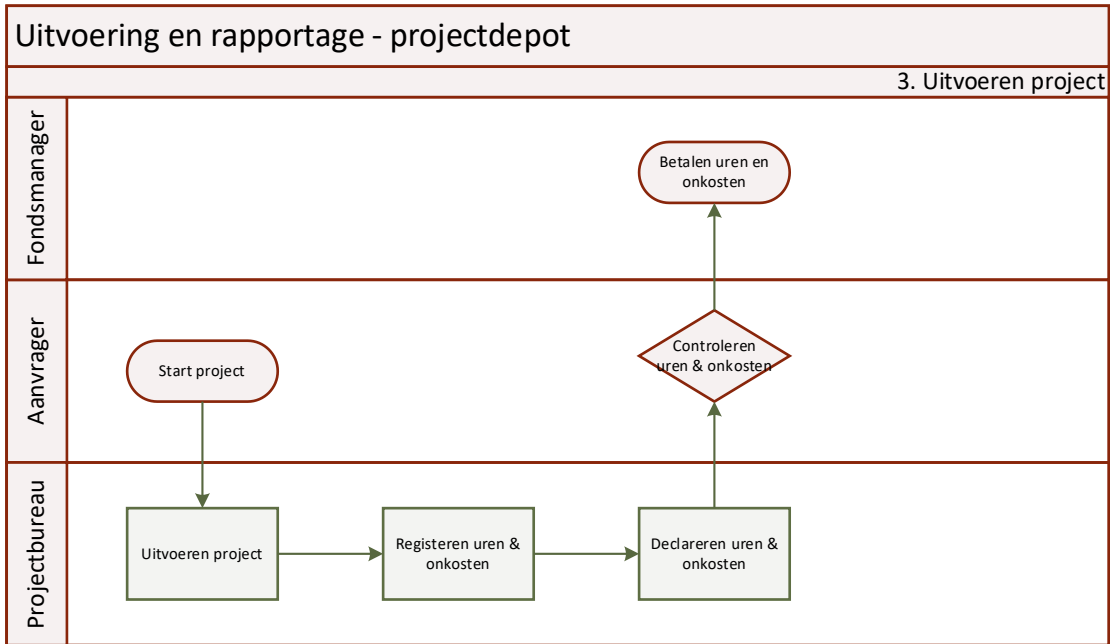 Uitvoering en rapportage - projectdepot
3. Uitvoeren project
Fondsmanager
Betalen uren en
onkosten
Aanvrager
Start project
Controleren
uren & onkosten
Projectbureau
Uitvoeren project
Registeren uren &
onkosten
Declareren uren &
onkosten